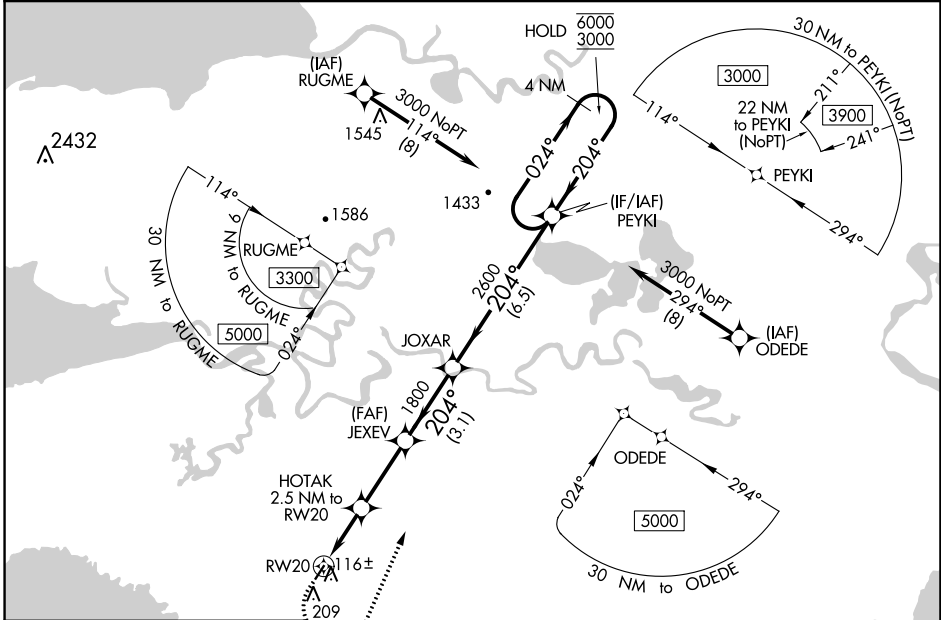 HOLD 6000
3000
4 NM
(IAF)
RUGME
3000 NoPT
114°
(8)
1545
2432
1433
024°
204°
(IF/IAF)
PEYKI
30 NM to PEYKI (NoPT)
3000
211°
3900
22 NM
to PEYKI
(NoPT)
241°
114°
PEYKI
294°
114°
1586
RUGME
9 NM to RUGME
3300
30 NM to RUGME
5000
024°
2600
204°
(6.5)
3000 NoPT
294°
(8)
(IAF)
ODEDE
JOXAR
1800
204°
(3.1)
(FAF)
JEXEV
HOTAK
2.5 NM to
RW20
RW20
116±
209
ODEDE
024°
294°
5000
30 NM to ODEDE